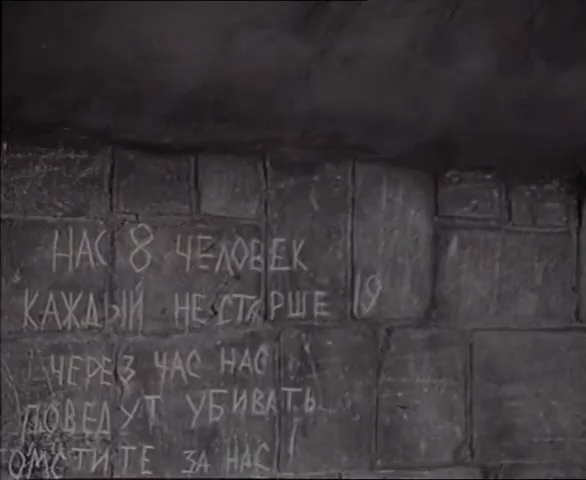 НАС 8 ЧЕЛОВЕК
КАЖДЫЙ НЕ СТАРШЕ 19
ЧЕРЕЗ ЧАС НАС
ПОВЕДУТ УБИВАТЬ
ОМСТИТЕ ЗА НАС!